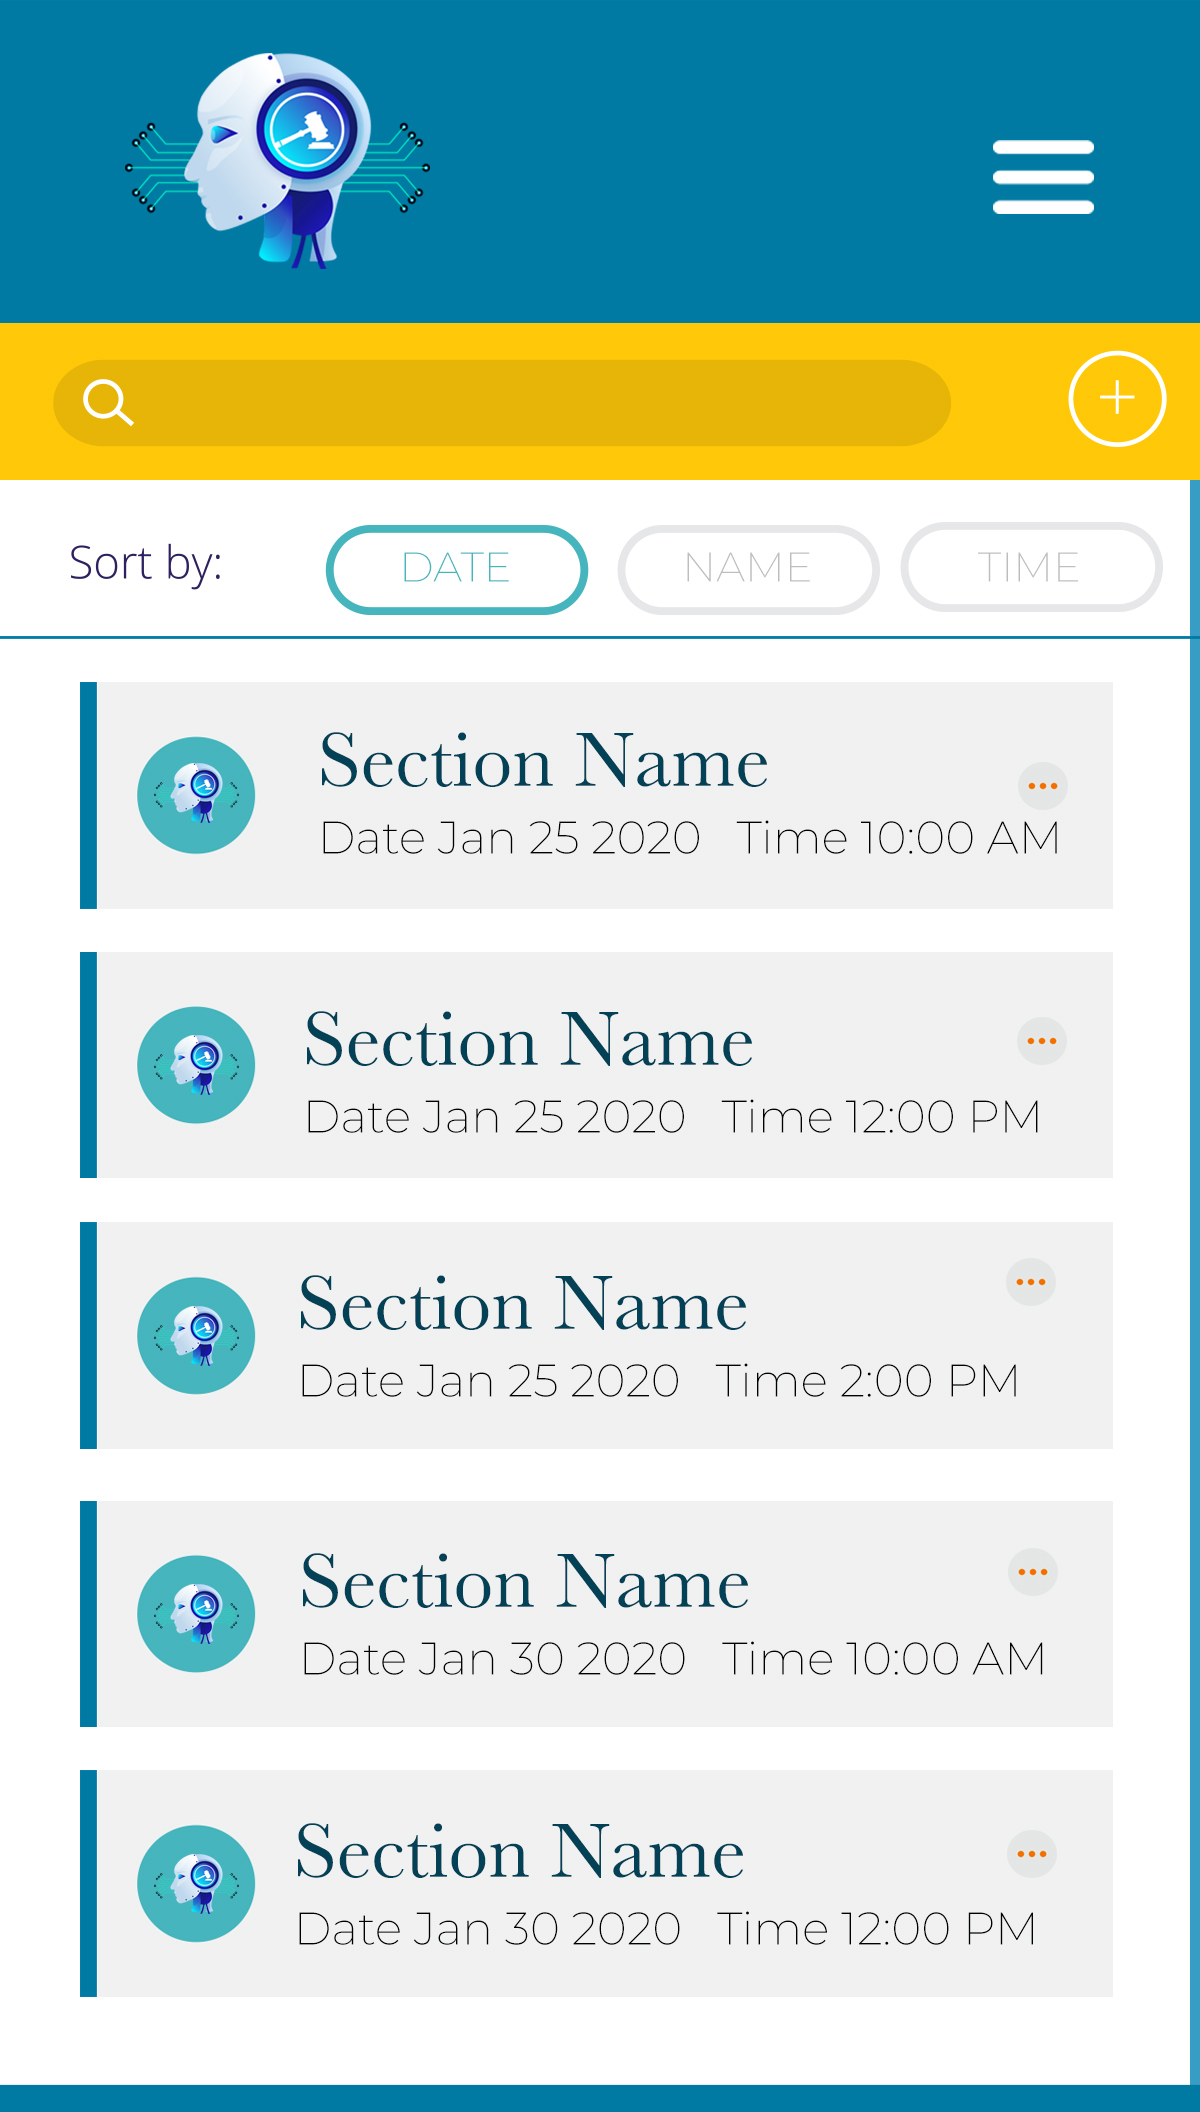 Sort by:
DATE
NAME
TIME
Section Name
Date Jan 25 2020 Time 10:00 AM
Section Name
Date Jan 25 2020 Time 12:00 PM
Section Name
Date Jan 25 2020 Time 2:00 PM
Section Name
Date Jan 30 2020 Time 10:00 AM
Section Name
Date Jan 30 2020 Time 12:00 PM